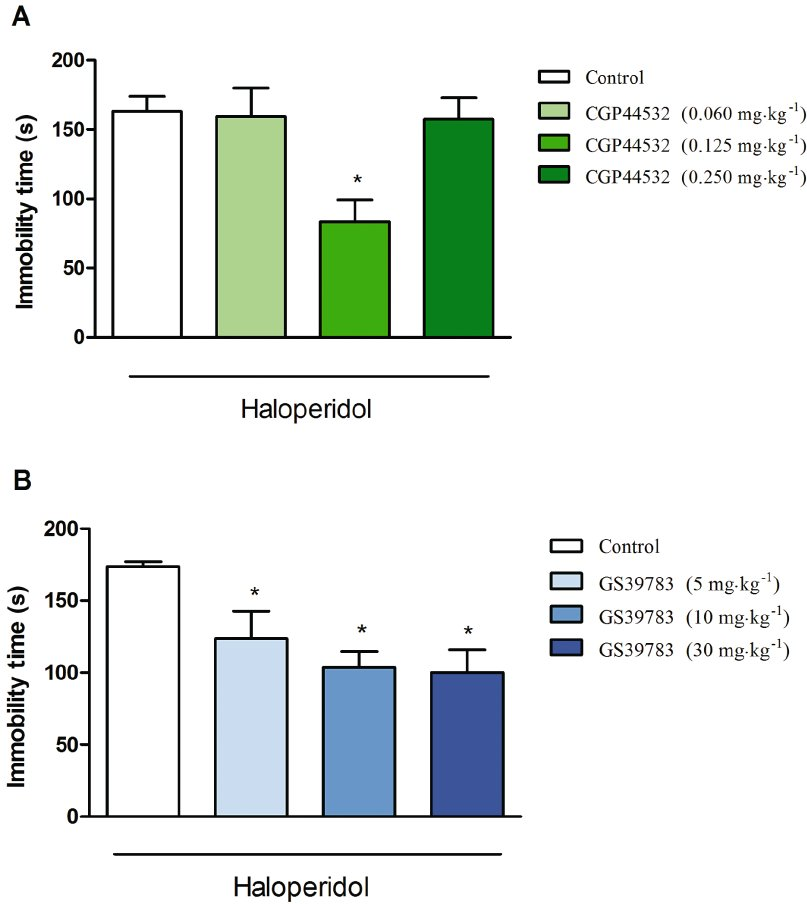 A
200
150
100
50
0
Immobility time (s)
*
Haloperidol
Control
CGP44532 (0.060 mg·kg⁻¹)
CGP44532 (0.125 mg·kg⁻¹)
CGP44532 (0.250 mg·kg⁻¹)
B
200
150
100
50
0
Immobility time (s)
* * *
Haloperidol
Control
GS39783 (5 mg·kg⁻¹)
GS39783 (10 mg·kg⁻¹)
GS39783 (30 mg·kg⁻¹)